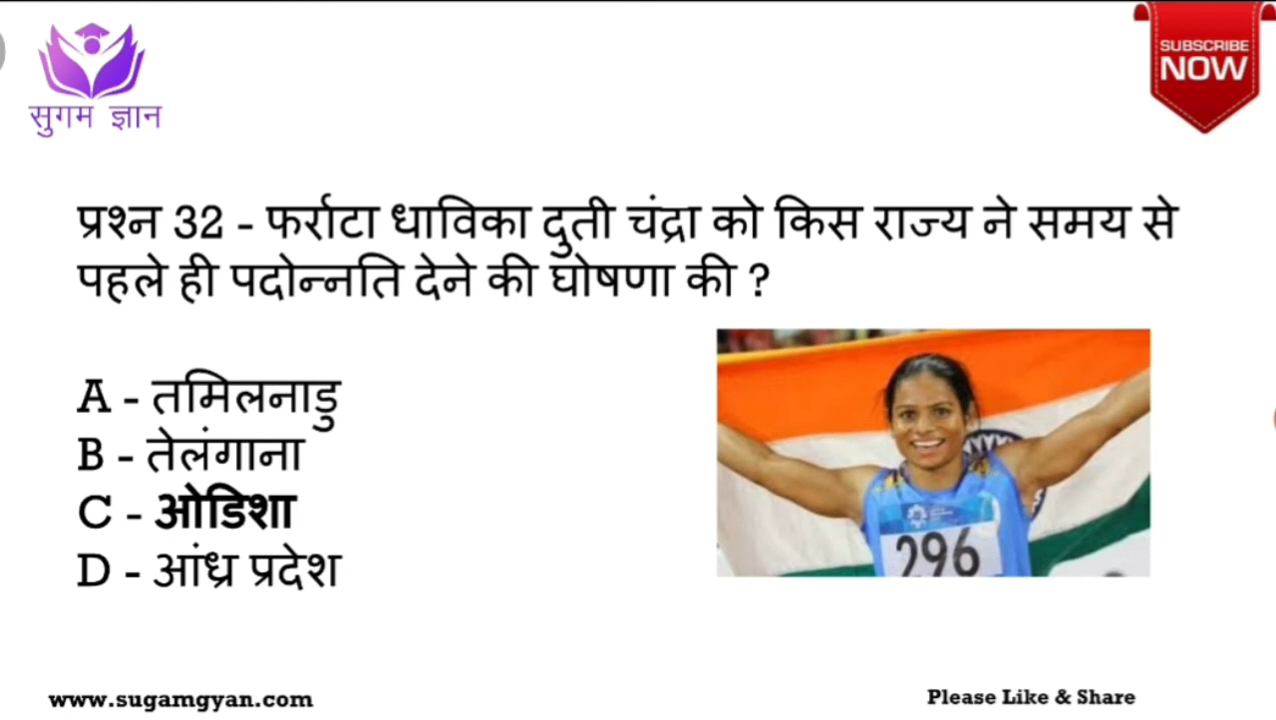 सुगम ज्ञान
SUBSCRIBE
NOW
प्रश्न 32 - फर्राटा धाविका दुती चंद्रा को किस राज्य ने समय से
पहले ही पदोन्नति देने की घोषणा की ?
A - तमिलनाडु
B - तेलंगाना
C - ओडिशा
D - आंध्र प्रदेश
296
www.sugamgyan.com
Please Like & Share